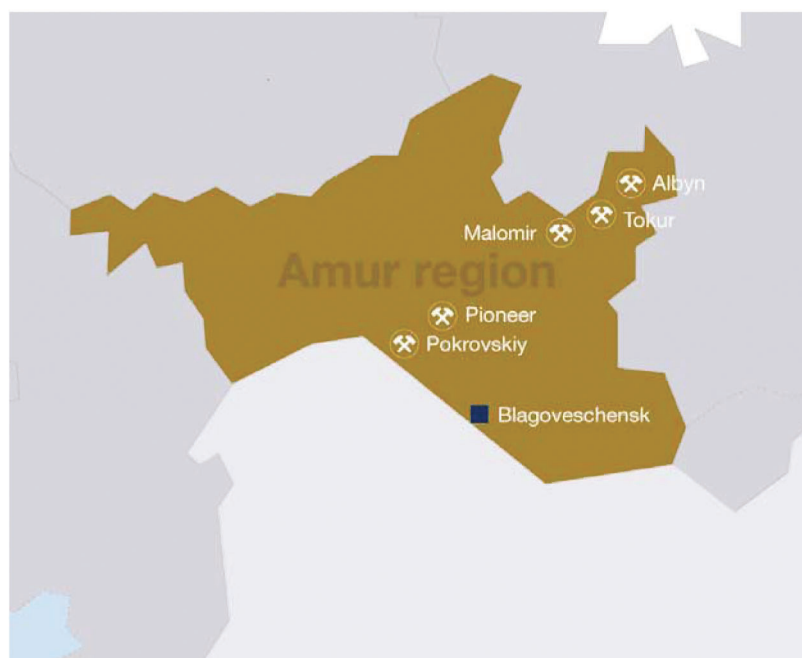 Albyn
Tokur
Malomir
Amur region
Pioneer
Pokrovskiy
Blagoveschensk